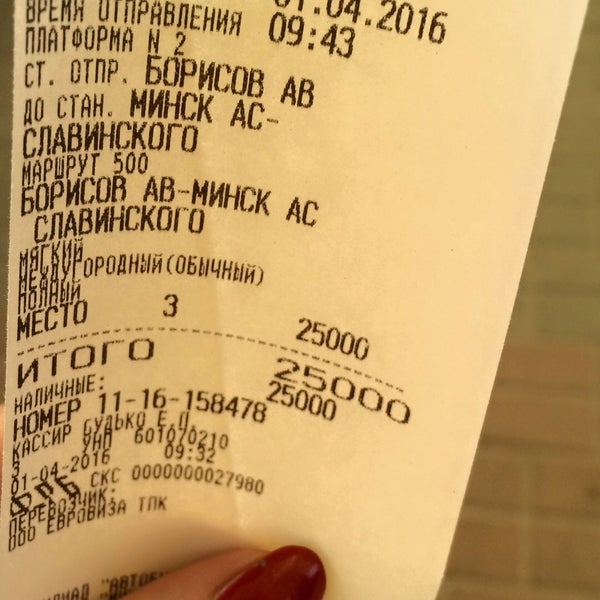 01.04.2016
ВРЕМЯ ОТПРАВЛЕНИЯ 09:43
ПЛАТФОРМА N 2
СТ. ОТПР. БОРИСОВ АВ
ДО СТАН. МИНСК АС-
СЛАВИНСКОГО
МАРШРУТ 500
БОРИСОВ АВ-МИНСК АС
СЛАВИНСКОГО
МЯГКИЙ
МЕЖДУГОРОДНЫЙ(ОБЫЧНЫЙ)
ПОЛНЫЙ
МЕСТО 3 25000
ИТОГО 25000
НАЛИЧНЫЕ: 25000
НОМЕР 11-16-158478
КАССИР БУДЬКО Е.П.
3 УНП 601070210
01-04-2016 09:32
СКС 0000000027980
ПЕРЕВОЗЧИК:
ООО ЕВРОВИЗА ТПК